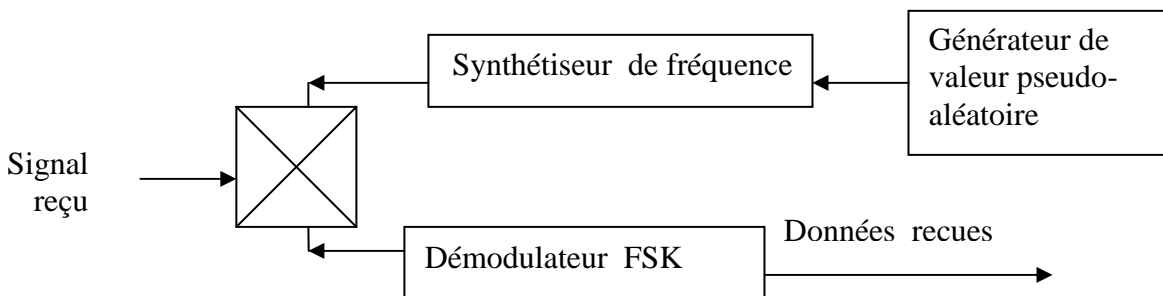 Générateur de
valeur pseudo-
aléatoire
Synthétiseur de fréquence
Signal
reçu
Données recues
Démodulateur FSK